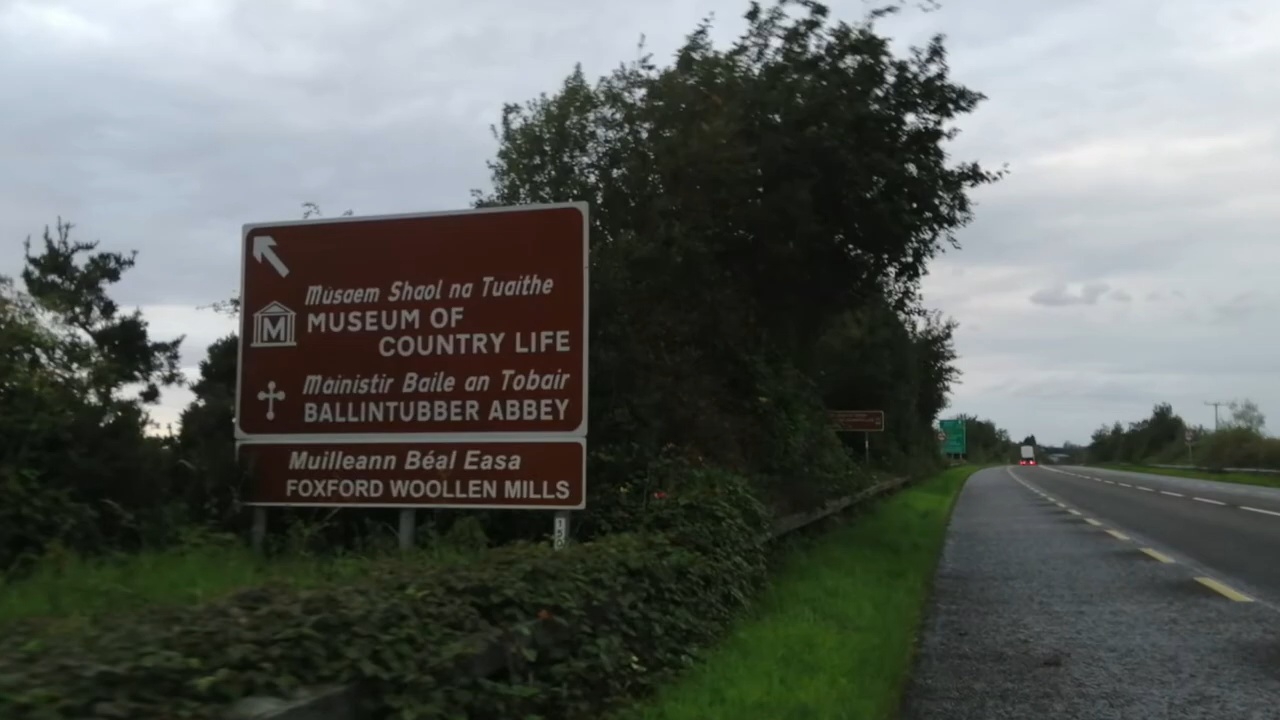 Músaem Shaol na Tuaithe
M
MUSEUM OF
COUNTRY LIFE
Mainistir Baile an Tobair
BALLINTUBBER ABBEY
Muilleann Béal Easa
FOXFORD WOOLLEN MILLS